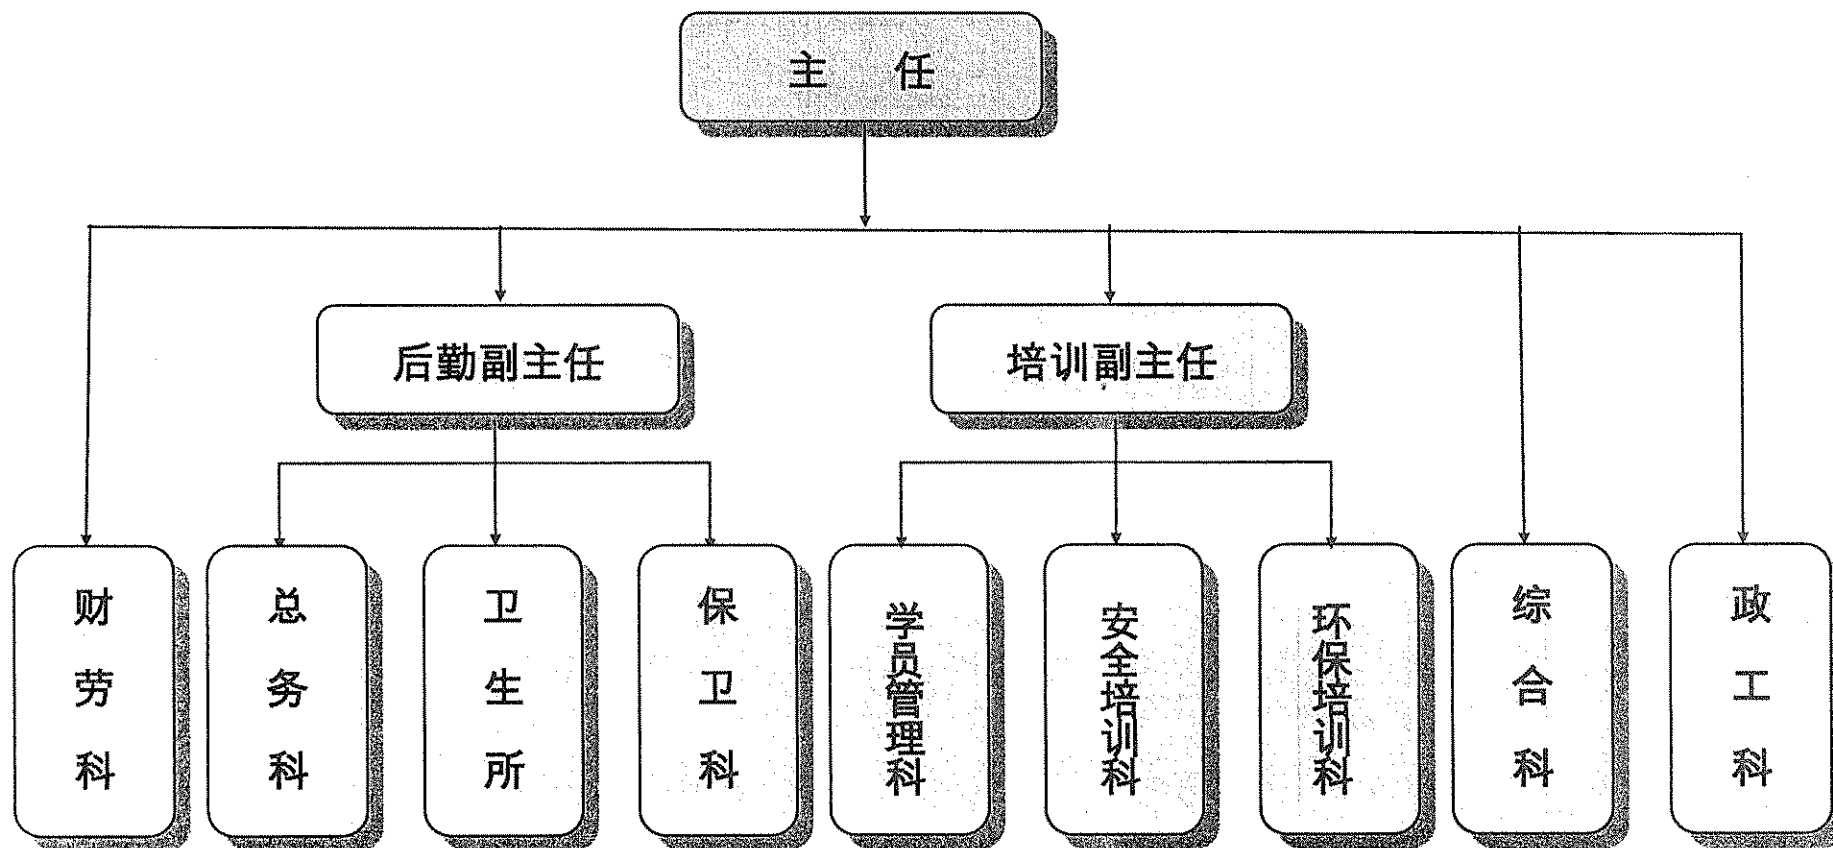 主 任
后勤副主任
培训副主任
财劳科
总务科
卫生所
保卫科
学员管理科
安全培训科
环保培训科
综合科
政工科